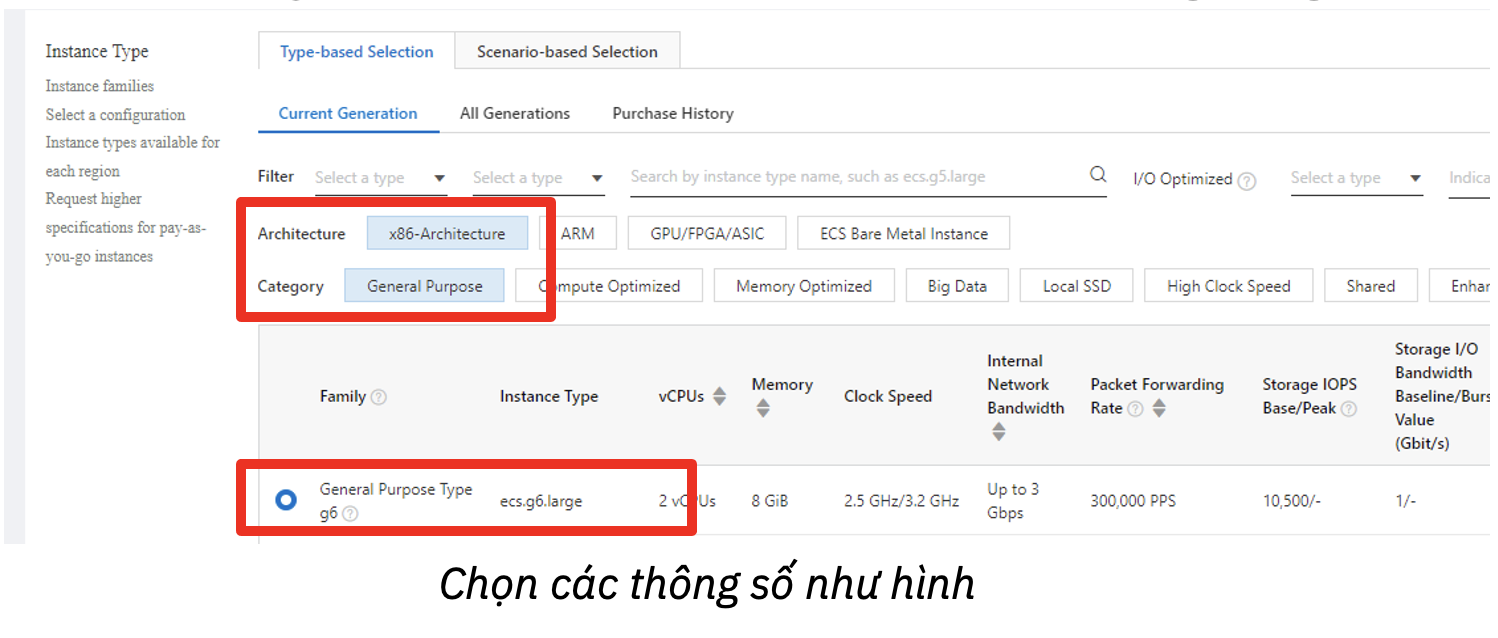 Instance Type
Instance families
Select a configuration
Instance types available for
each region
Request higher
specifications for pay-as-
you-go instances
Type-based Selection Scenario-based Selection
Current Generation All Generations Purchase History
Filter Select a type Select a type Search by instance type name, such as ecs.g5.large I/O Optimized ? Select a type Indica
Architecture x86-Architecture ARM GPU/FPGA/ASIC ECS Bare Metal Instance
Category General Purpose Compute Optimized Memory Optimized Big Data Local SSD High Clock Speed Shared Enhan
Family ?
Instance Type
vCPUs
Memory
Clock Speed
Internal
Network
Bandwidth
Packet Forwarding
Rate ?
Storage IOPS
Base/Peak ?
Storage I/O
Bandwidth
Baseline/Burs
Value
(Gbit/s)
General Purpose Type
g6 ?
ecs.g6.large
2 vCPUs
8 GiB
2.5 GHz/3.2 GHz
Up to 3
Gbps
300,000 PPS
10,500/-
1/-
Chọn các thông số như hình